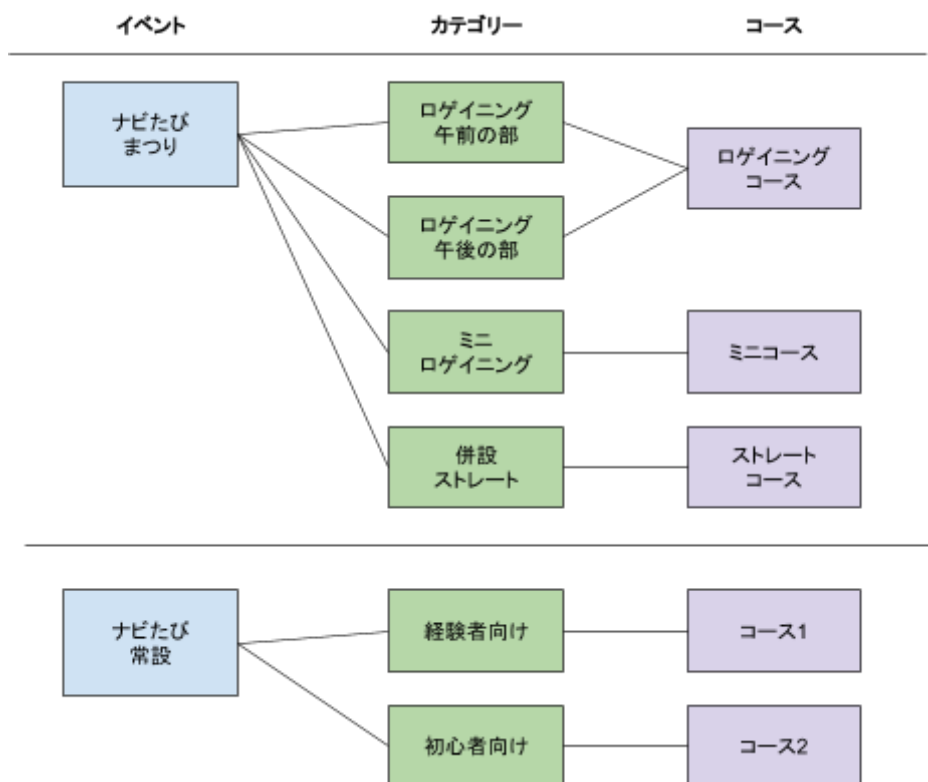 イベント
カテゴリー
コース
ナビたび
まつり
ロゲイニング
午前の部
ロゲイニング
コース
ロゲイニング
午後の部
ミニ
ロゲイニング
ミニコース
併設
ストレート
ストレート
コース
ナビたび
常設
経験者向け
コース1
初心者向け
コース2